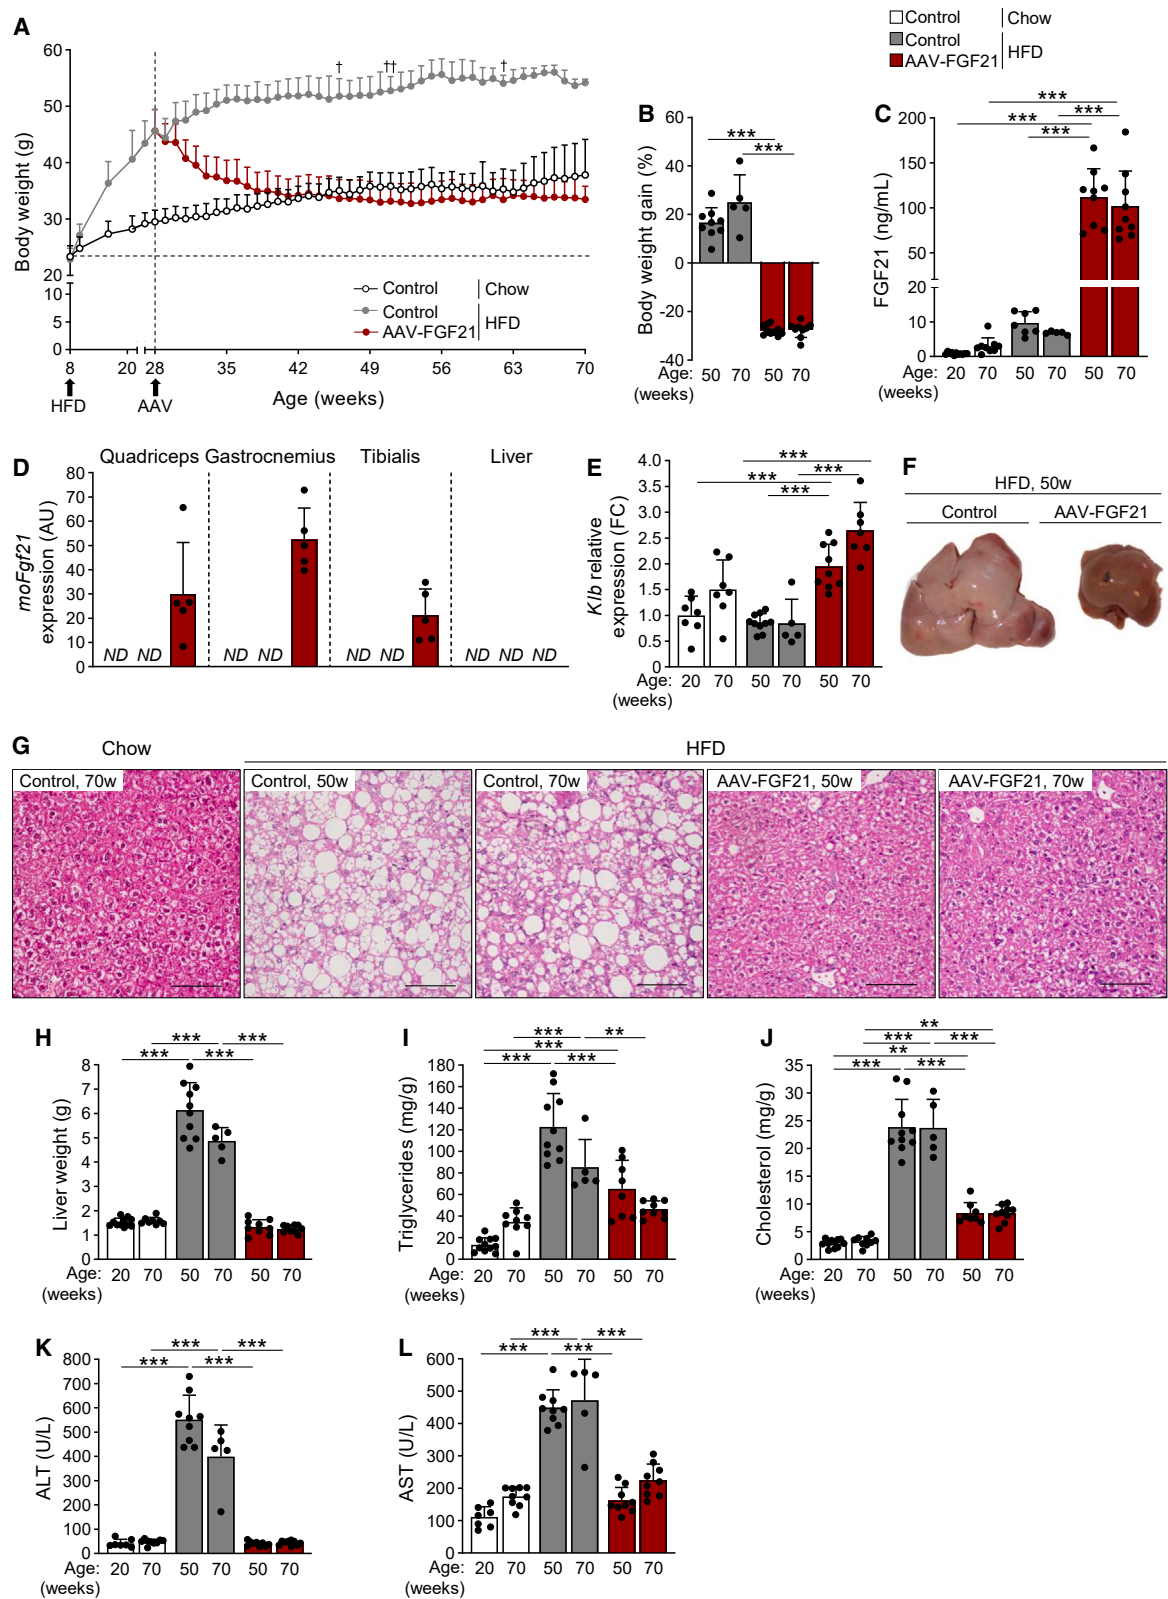 Control Chow
Control HFD
AAV-FGF21
A
Body weight (g)
60
50
40
30
20
10
5
0
† †† †
Control Chow
Control HFD
AAV-FGF21
8 20 28 35 42 49 56 63 70
HFD AAV Age (weeks)
B
Body weight gain (%)
60
40
20
0
-20
-40
***
***
Age: 50 70 50 70
(weeks)
C
FGF21 (ng/mL)
200
150
100
50
20
10
0
***
***
***
***
Age: 20 70 50 70 50 70
(weeks)
D
moFgf21
expression (AU)
80
70
60
50
40
30
20
10
0
Quadriceps Gastrocnemius Tibialis Liver
ND ND ND ND ND ND ND ND ND
E
Klb relative
expression (FC)
4.0
3.5
3.0
2.5
2.0
1.5
1.0
0.5
0
***
***
***
***
Age: 20 70 50 70 50 70
(weeks)
F
HFD, 50w
Control AAV-FGF21
G
Chow HFD
Control, 70w Control, 50w Control, 70w AAV-FGF21, 50w AAV-FGF21, 70w
H
Liver weight (g)
8
7
6
5
4
3
2
1
0
*** ***
*** ***
Age: 20 70 50 70 50 70
(weeks)
I
Triglycerides (mg/g)
180
160
140
120
100
80
60
40
20
0
*** **
***
*** ***
Age: 20 70 50 70 50 70
(weeks)
J
Cholesterol (mg/g)
35
30
25
20
15
10
5
0
**
*** ***
**
*** ***
Age: 20 70 50 70 50 70
(weeks)
K
ALT (U/L)
800
700
600
500
400
300
200
100
0
*** ***
*** ***
Age: 20 70 50 70 50 70
(weeks)
L
AST (U/L)
600
500
400
300
200
100
0
*** ***
*** ***
Age: 20 70 50 70 50 70
(weeks)